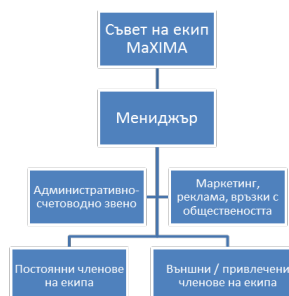 Съвет на екип
MaXIMA
Мениджър
Административно-
счетоводно звено
Маркетинг,
реклама, връзки с
обществеността
Постоянни членове
на екипа
Външни / привлечени
членове на екипа